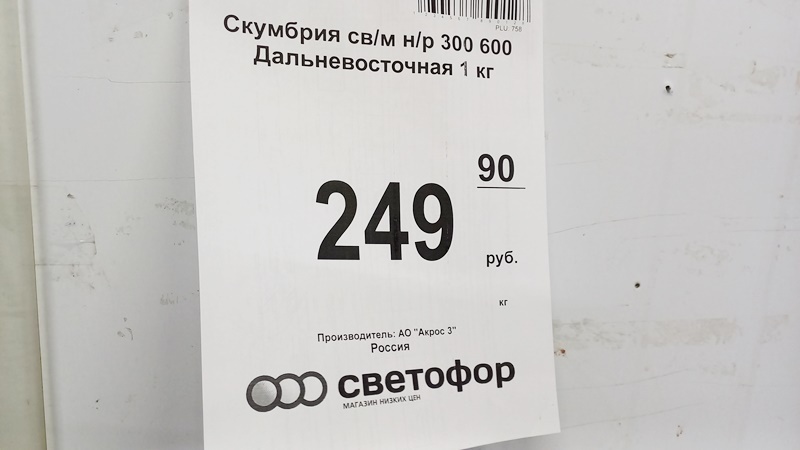 PLU 758
Скумбрия св/м н/р 300 600
Дальневосточная 1 кг
249 90
руб.
кг
Производитель: АО "Акрос 3"
Россия
светофор
МАГАЗИН НИЗКИХ ЦЕН